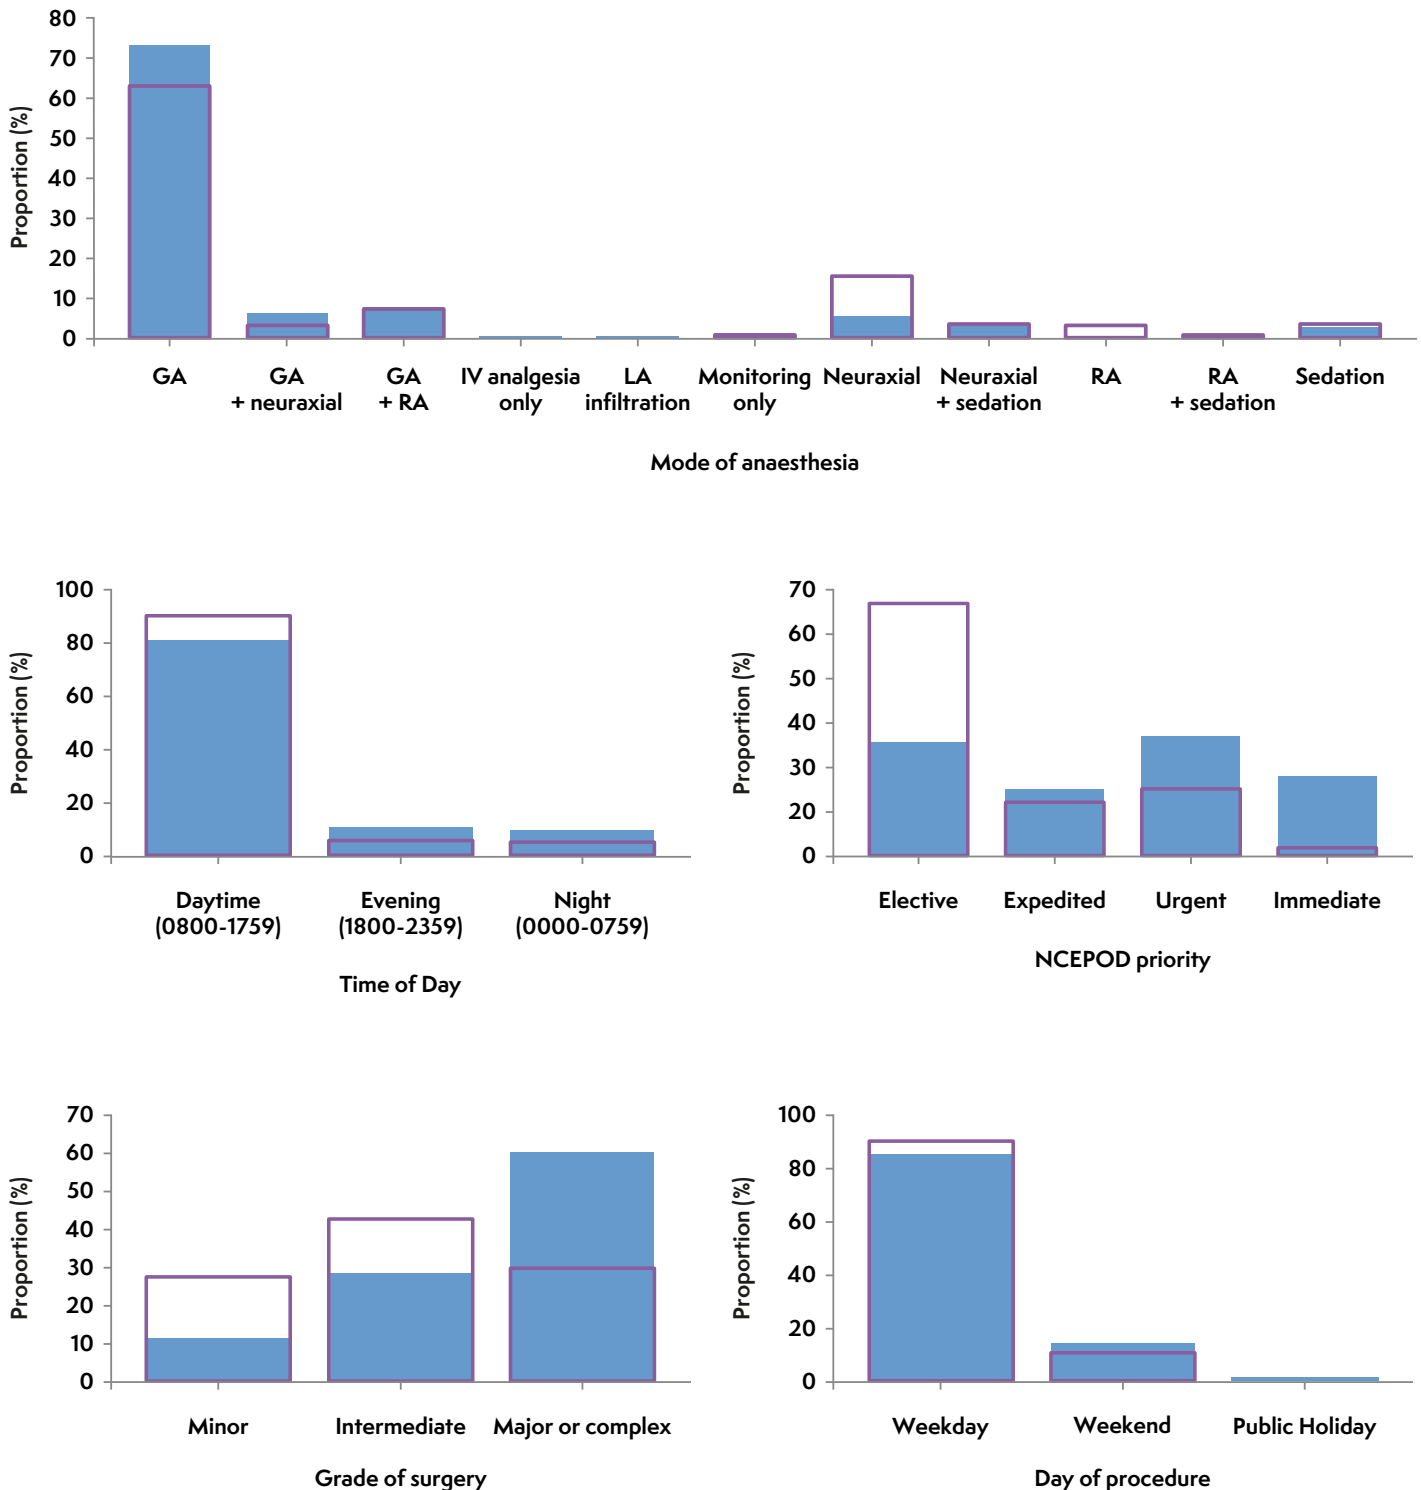 80
70
60
50
40
30
20
10
0
Proportion (%)
GA
GA
+ neuraxial
GA
+ RA
IV analgesia
only
LA
infiltration
Monitoring
only
Neuraxial
Neuraxial
+ sedation
RA
RA
+ sedation
Sedation
Mode of anaesthesia
100
80
60
40
20
0
Proportion (%)
Daytime
(0800-1759)
Evening
(1800-2359)
Night
(0000-0759)
Time of Day
70
60
50
40
30
20
10
0
Proportion (%)
Elective
Expedited
Urgent
Immediate
NCEPOD priority
70
60
50
40
30
20
10
0
Proportion (%)
Minor
Intermediate
Major or complex
Grade of surgery
100
80
60
40
20
0
Proportion (%)
Weekday
Weekend
Public Holiday
Day of procedure